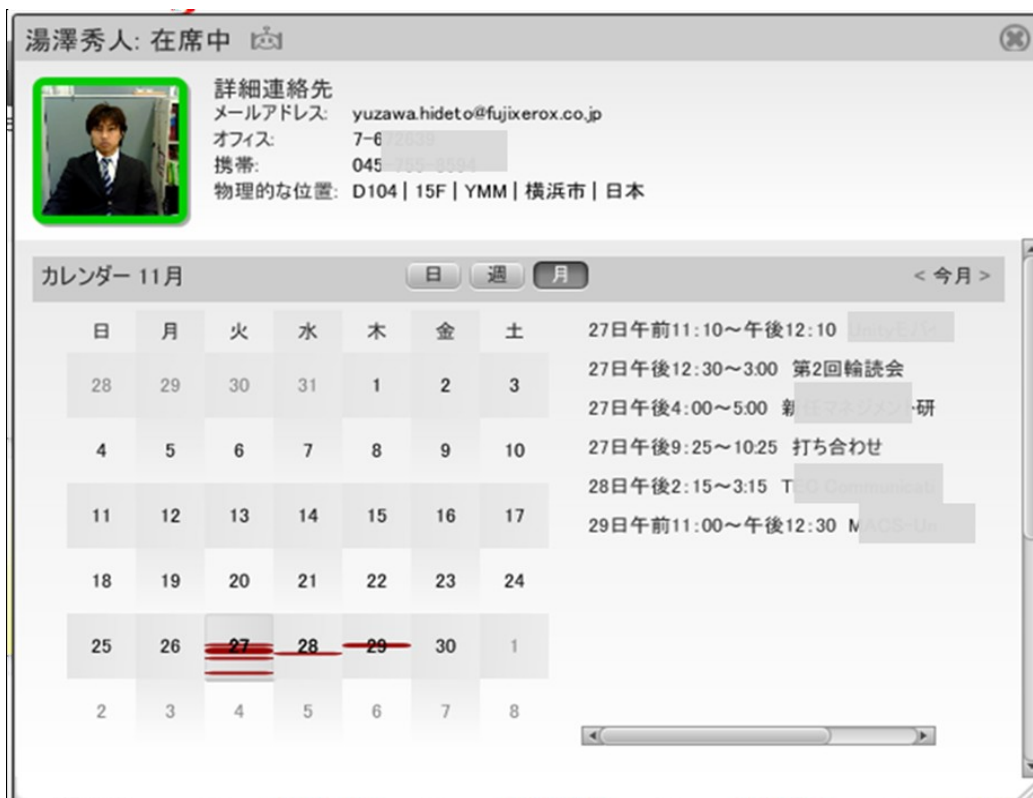 湯澤秀人: 在席中
詳細連絡先
メールアドレス: yuzawa.hideto@fujixerox.co.jp
オフィス: 7-6
携帯: 045
物理的な位置: D104 | 15F | YMM | 横浜市 | 日本
カレンダー 11月 日 週 月 < 今月 >
日 月 火 水 木 金 土
28 29 30 31 1 2 3
4 5 6 7 8 9 10
11 12 13 14 15 16 17
18 19 20 21 22 23 24
25 26 27 28 29 30 1
2 3 4 5 6 7 8
27日午前11:10～午後12:10
27日午後12:30～3:00 第2回輪読会
27日午後4:00～5:00 新任マネジメント研
27日午後9:25～10:25 打ち合わせ
28日午後2:15～3:15
29日午前11:00～午後12:30